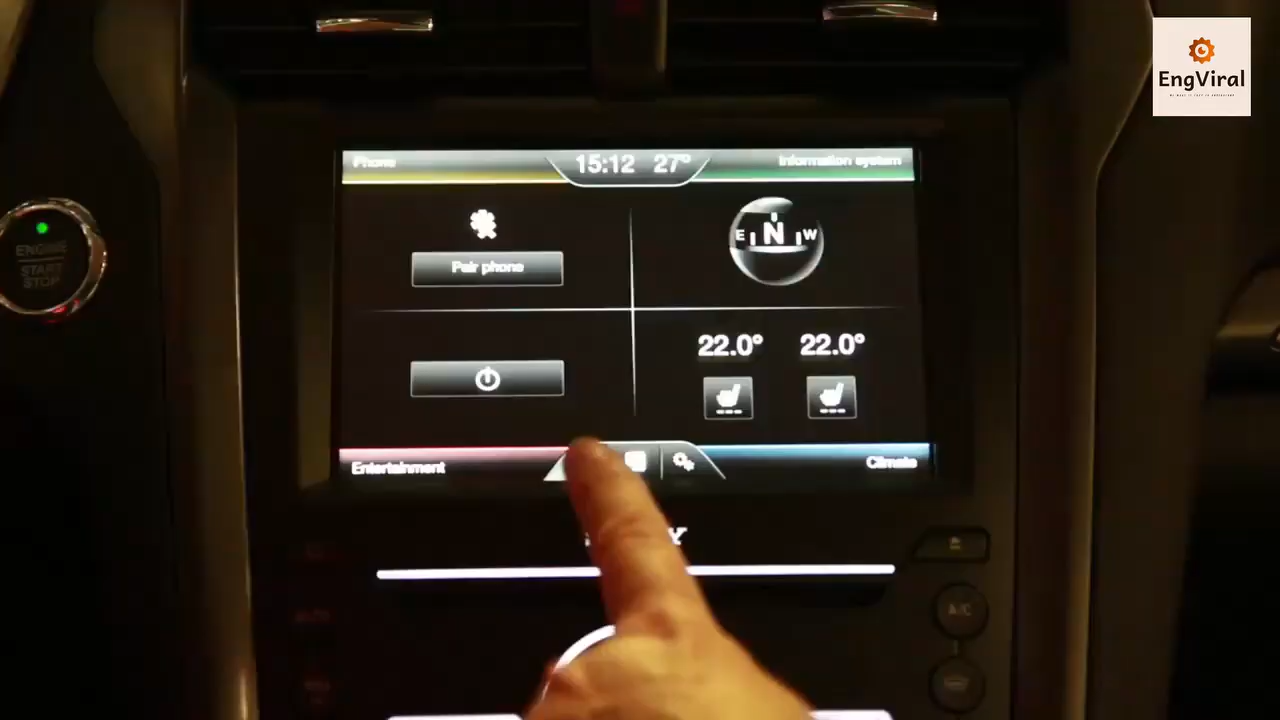 EngViral
Phone
15:12 27°
Information system
ENGINE
START
STOP
Pair phone
E N W
22.0° 22.0°
Entertainment
Climate
A/C